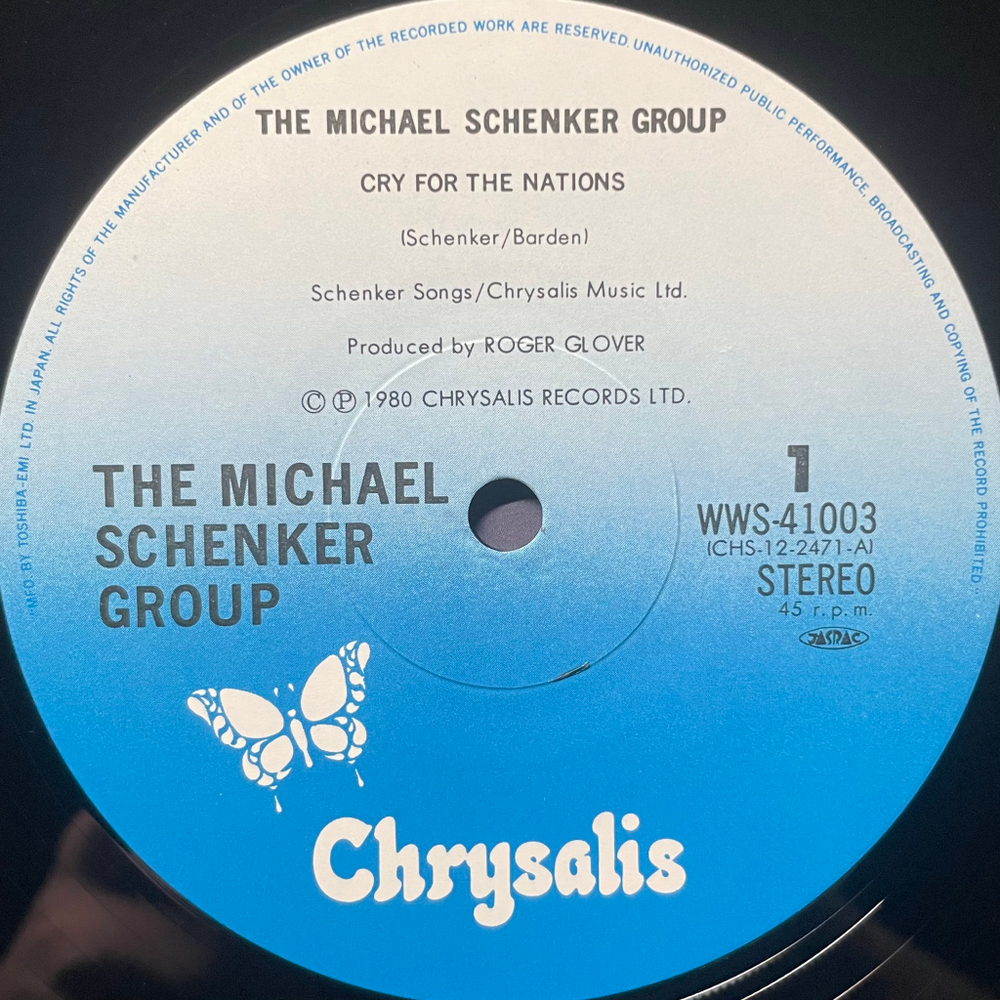 "MFD BY TOSHIBA-EMI LTD. IN JAPAN. ALL RIGHTS OF THE MANUFACTURER AND OF THE OWNER OF THE RECORDED WORK ARE RESERVED. UNAUTHORIZED PUBLIC PERFORMANCE, BROADCASTING AND COPYING OF THE RECORD PROHIBITED."
THE MICHAEL SCHENKER GROUP
CRY FOR THE NATIONS
(Schenker/Barden)
Schenker Songs/Chrysalis Music Ltd.
Produced by ROGER GLOVER
Ⓒ Ⓟ 1980 CHRYSALIS RECORDS LTD.
THE MICHAEL
SCHENKER
GROUP
1
WWS-41003
(CHS-12-2471-A)
STEREO
45 r.p.m.
JASRAC
Chrysalis